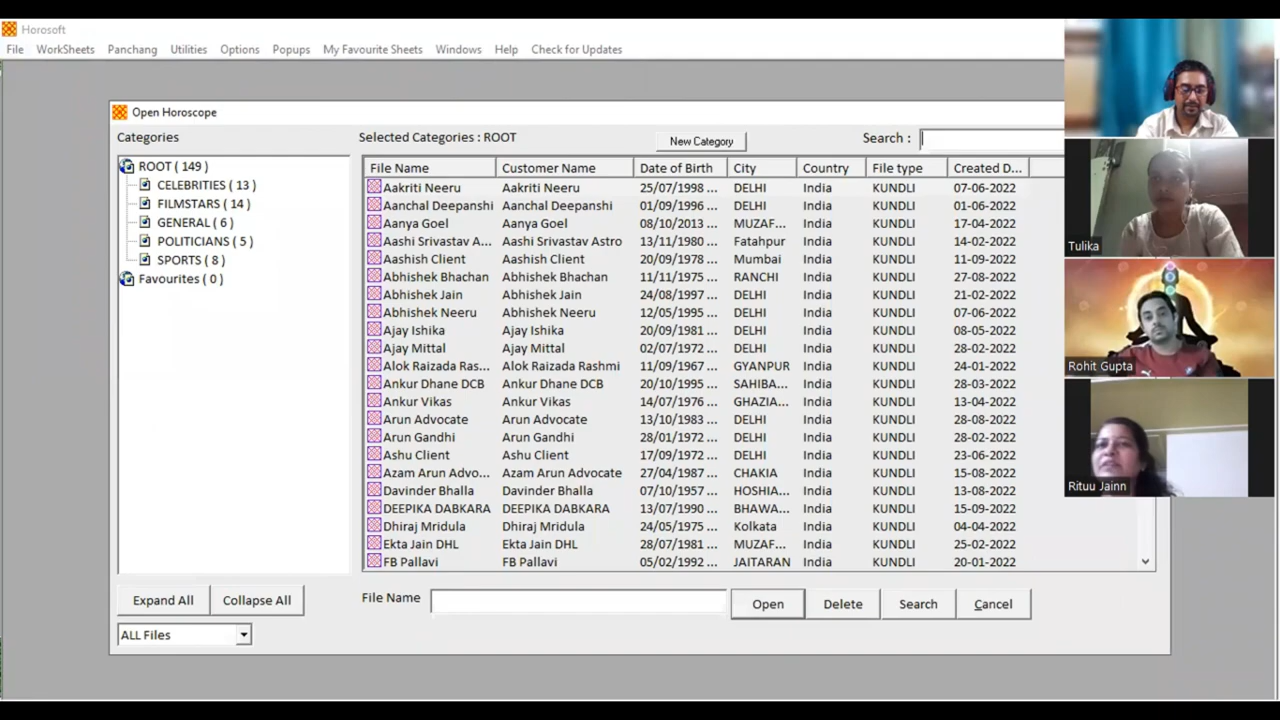 Horosoft
File WorkSheets Panchang Utilities Options Popups My Favourite Sheets Windows Help Check for Updates
Open Horoscope
Categories Selected Categories : ROOT New Category Search :
ROOT ( 149 )
CELEBRITIES ( 13 )
FILMSTARS ( 14 )
GENERAL ( 6 )
POLITICIANS ( 5 )
SPORTS ( 8 )
Favourites ( 0 )
File Name Customer Name Date of Birth City Country File type Created D...
Aakriti Neeru Aakriti Neeru 25/07/1998 ... DELHI India KUNDLI 07-06-2022
Aanchal Deepanshi Aanchal Deepanshi 01/09/1996 ... DELHI India KUNDLI 01-06-2022
Aanya Goel Aanya Goel 08/10/2013 ... MUZAF... India KUNDLI 17-04-2022
Aashi Srivastav A... Aashi Srivastav Astro 13/11/1980 ... Fatahpur India KUNDLI 14-02-2022
Aashish Client Aashish Client 20/09/1978 ... Mumbai India KUNDLI 11-09-2022
Abhishek Bhachan Abhishek Bhachan 11/11/1975 ... RANCHI India KUNDLI 27-08-2022
Abhishek Jain Abhishek Jain 24/08/1997 ... DELHI India KUNDLI 21-02-2022
Abhishek Neeru Abhishek Neeru 12/05/1995 ... DELHI India KUNDLI 07-06-2022
Ajay Ishika Ajay Ishika 20/09/1981 ... DELHI India KUNDLI 08-05-2022
Ajay Mittal Ajay Mittal 02/07/1972 ... DELHI India KUNDLI 28-02-2022
Alok Raizada Ras... Alok Raizada Rashmi 11/09/1967 ... GYANPUR India KUNDLI 24-01-2022
Ankur Dhane DCB Ankur Dhane DCB 20/10/1995 ... SAHIBA... India KUNDLI 28-03-2022
Ankur Vikas Ankur Vikas 14/07/1976 ... GHAZIA... India KUNDLI 13-04-2022
Arun Advocate Arun Advocate 13/10/1983 ... DELHI India KUNDLI 28-08-2022
Arun Gandhi Arun Gandhi 28/01/1972 ... DELHI India KUNDLI 28-02-2022
Ashu Client Ashu Client 17/09/1972 ... DELHI India KUNDLI 23-06-2022
Azam Arun Advo... Azam Arun Advocate 27/04/1987 ... CHAKIA India KUNDLI 15-08-2022
Davinder Bhalla Davinder Bhalla 07/10/1957 ... HOSHIA... India KUNDLI 13-08-2022
DEEPIKA DABKARA DEEPIKA DABKARA 13/07/1990 ... BHAWA... India KUNDLI 15-09-2022
Dhiraj Mridula Dhiraj Mridula 24/05/1975 ... Kolkata India KUNDLI 04-04-2022
Ekta Jain DHL Ekta Jain DHL 28/07/1981 ... MUZAF... India KUNDLI 25-02-2022
FB Pallavi FB Pallavi 05/02/1992 ... JAITARAN India KUNDLI 20-01-2022
Expand All Collapse All File Name Open Delete Search Cancel
ALL Files
Tulika
Rohit Gupta
Rituu Jainn